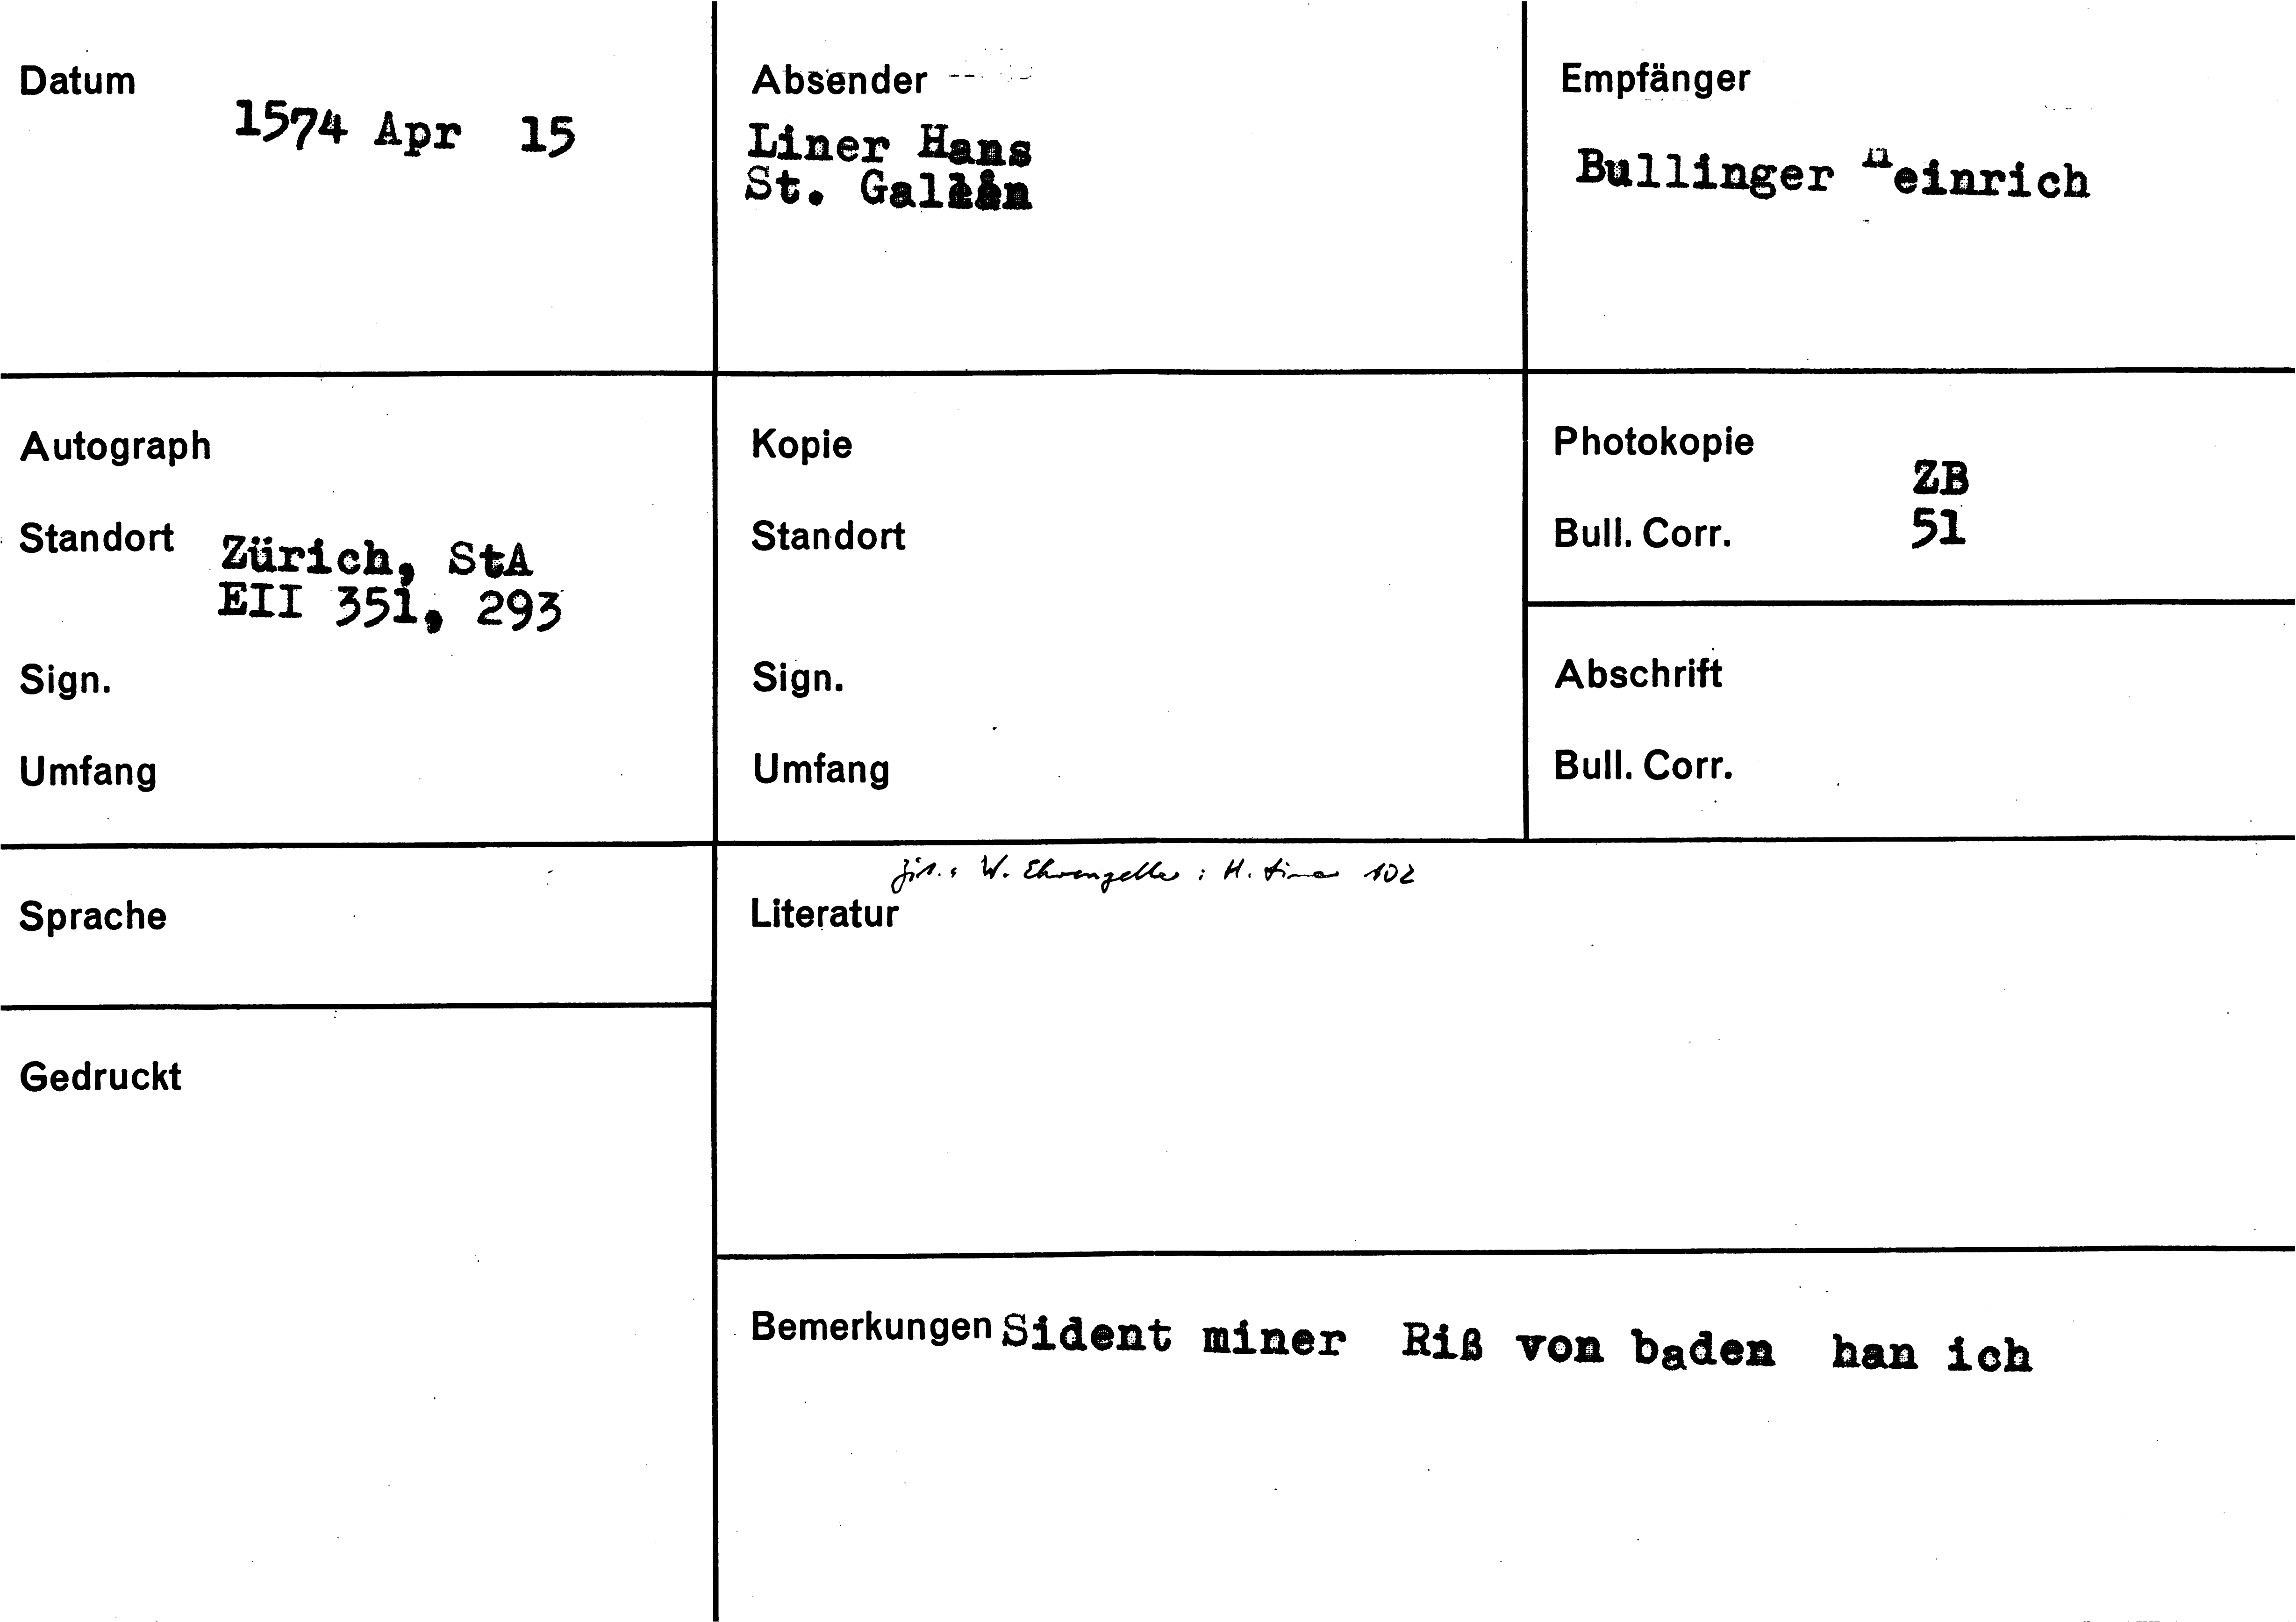 Datum
1574 Apr 15
Absender
Liner Hans
St. Gallen
Empfänger
Bullinger Heinrich
Autograph
Standort
Zürich, StA
EII 351, 293
Sign.
Umfang
Kopie
Standort
Sign.
Umfang
Photokopie
ZB
Bull. Corr.
51
Abschrift
Bull. Corr.
Sprache
Gedruckt
Zit.: W. Ehrenzeller: H. Liner 102
Literatur
Bemerkungen Sident miner Riß von baden han ich